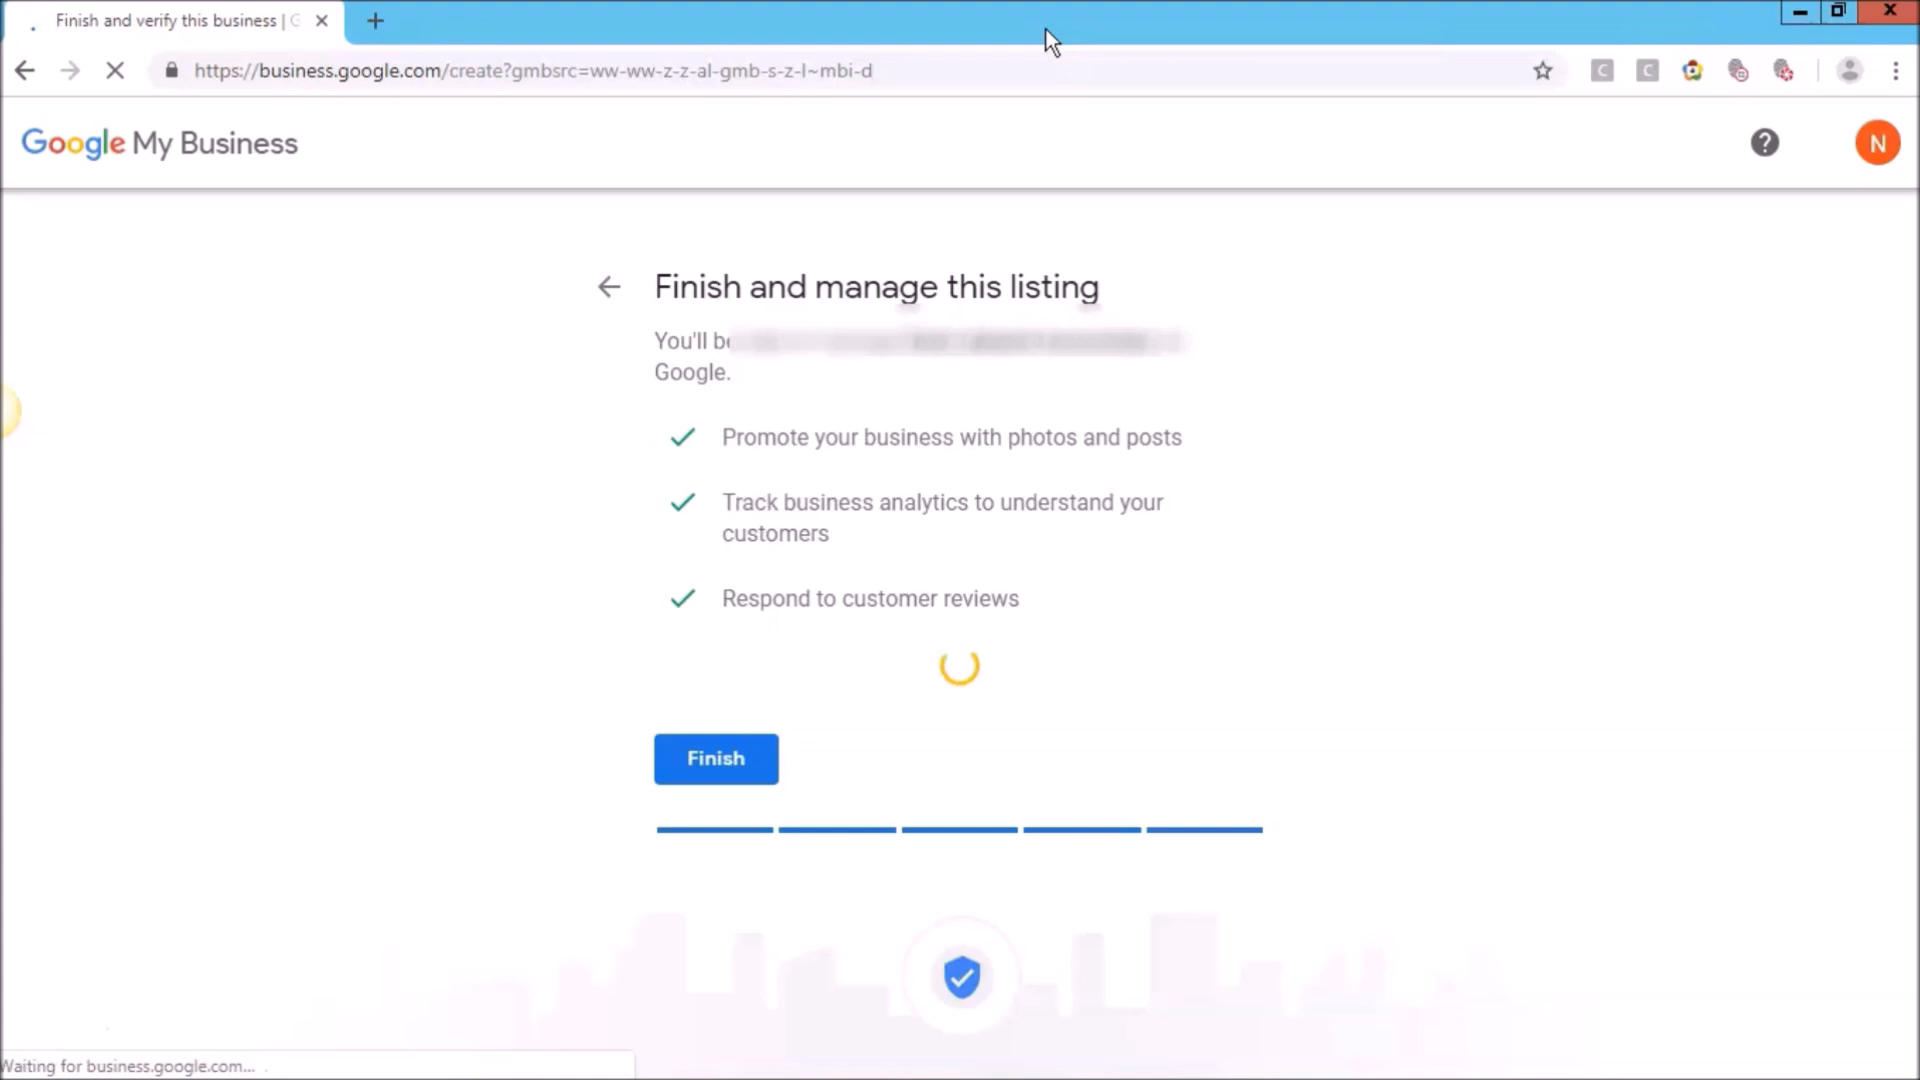 Finish and verify this business | G
https://business.google.com/create?gmbsrc=ww-ww-z-z-al-gmb-s-z-l~mbi-d
C
C
Google My Business
?
N
Finish and manage this listing
You'll be
Google.
Promote your business with photos and posts
Track business analytics to understand your
customers
Respond to customer reviews
Finish
Waiting for business.google.com...